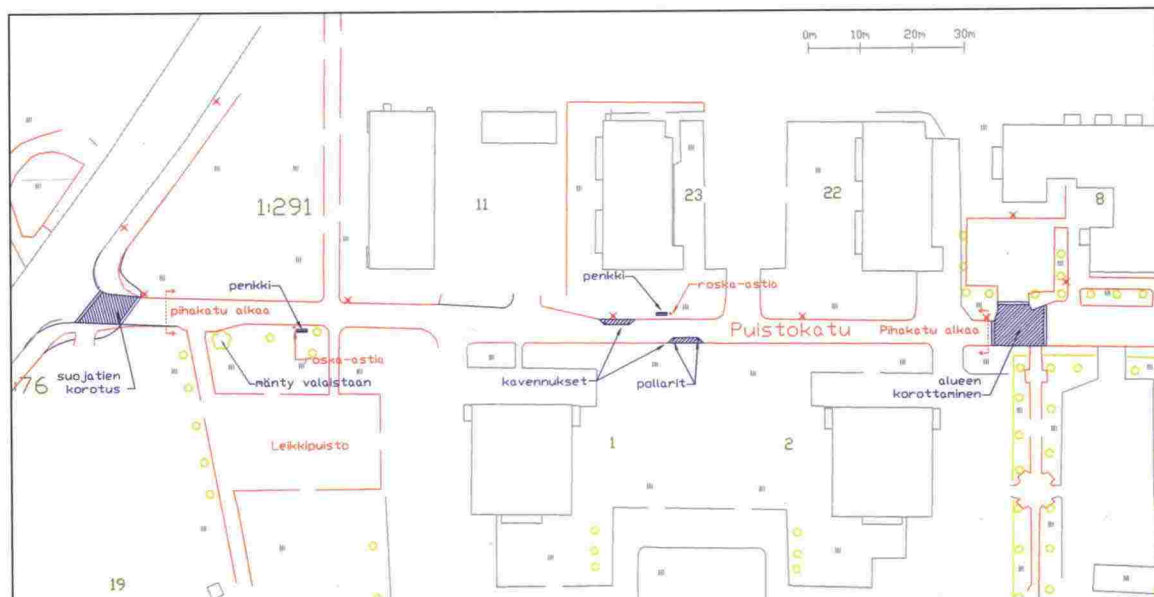 0m 10m 20m 30m
1:291
11
23
22
8
penkki
penkki
roska-astia
pihakatu alkaa
Puistokatu
Pihakatu alkaa
roska-astia
suojatien
korotus
mänty valaistaan
kavennukset
pollarit
alueen
korottaminen
176
Leikkipuisto
1
2
19